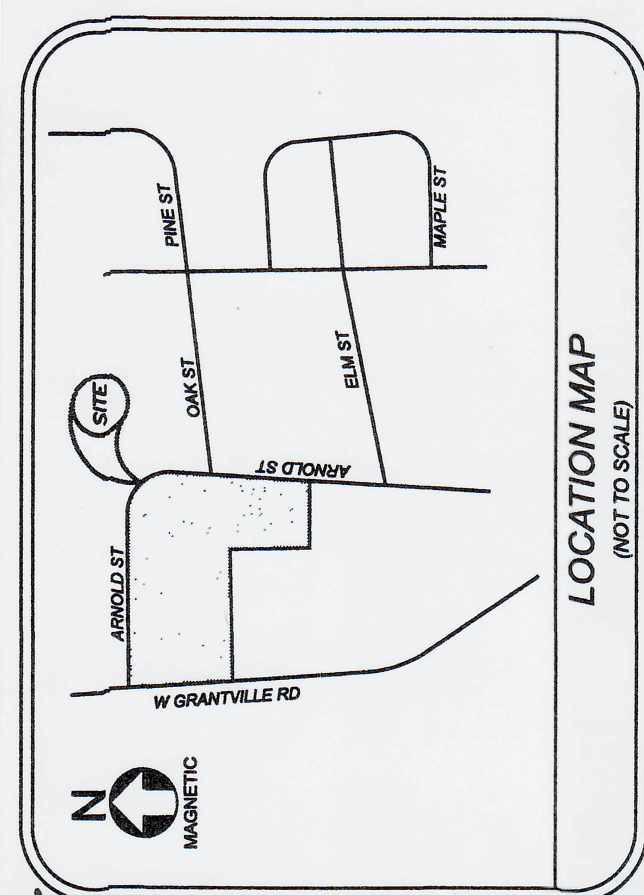 N
MAGNETIC
W GRANTVILLE RD
ARNOLD ST
SITE
ARNOLD ST
OAK ST
PINE ST
ELM ST
MAPLE ST
LOCATION MAP
(NOT TO SCALE)